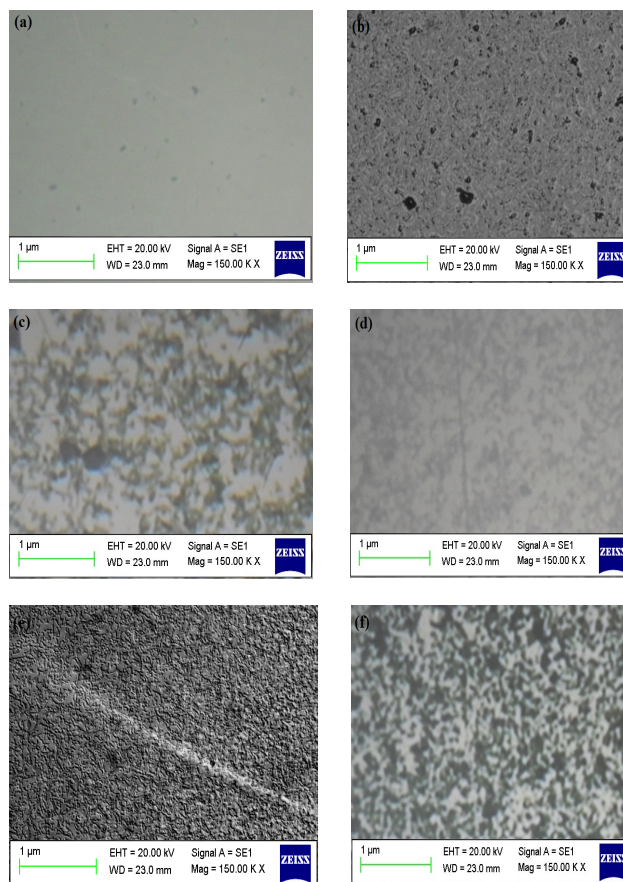 (a)
1 µm EHT = 20.00 kV Signal A = SE1
WD = 23.0 mm Mag = 150.00 K X
ZEISS
(b)
1 µm EHT = 20.00 kV Signal A = SE1
WD = 23.0 mm Mag = 150.00 K X
ZEISS
(c)
1 µm EHT = 20.00 kV Signal A = SE1
WD = 23.0 mm Mag = 150.00 K X
ZEISS
(d)
1 µm EHT = 20.00 kV Signal A = SE1
WD = 23.0 mm Mag = 150.00 K X
ZEISS
(e)
1 µm EHT = 20.00 kV Signal A = SE1
WD = 23.0 mm Mag = 150.00 K X
ZEISS
(f)
1 µm EHT = 20.00 kV Signal A = SE1
WD = 23.0 mm Mag = 150.00 K X
ZEISS